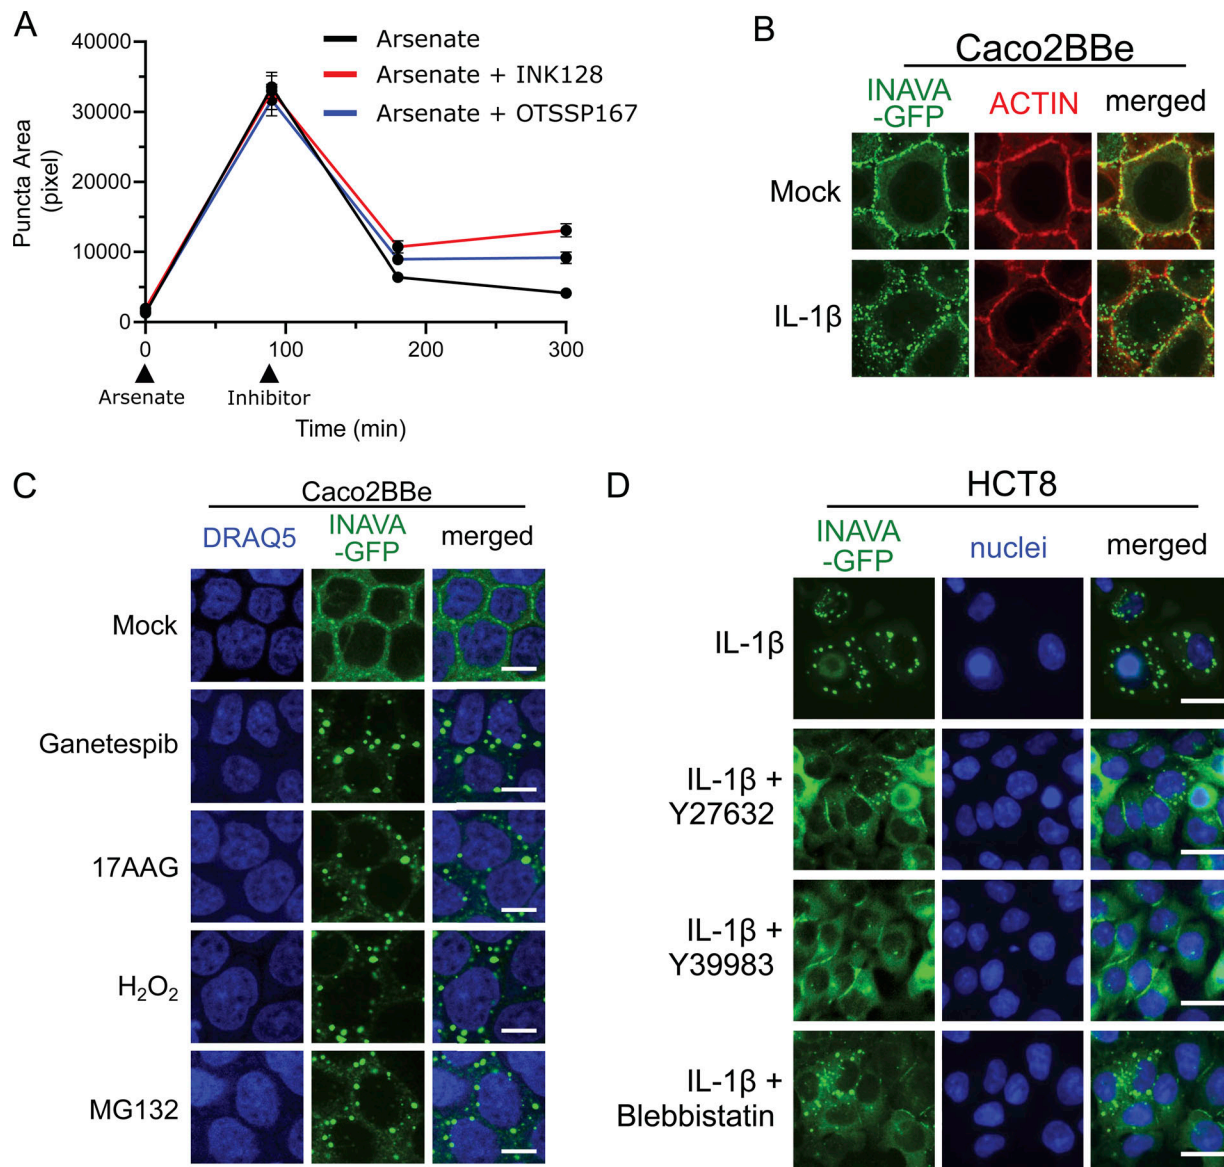 A
40000
30000
20000
10000
0
Puncta Area
(pixel)
Arsenate
Arsenate + INK128
Arsenate + OTSSP167
0
100
200
300
Arsenate
Inhibitor
Time (min)
B
Caco2BBe
INAVA
-GFP
ACTIN
merged
Mock
IL-1β
C
Caco2BBe
DRAQ5
INAVA
-GFP
merged
Mock
Ganetespib
17AAG
H₂O₂
MG132
D
HCT8
INAVA
-GFP
nuclei
merged
IL-1β
IL-1β +
Y27632
IL-1β +
Y39983
IL-1β +
Blebbistatin